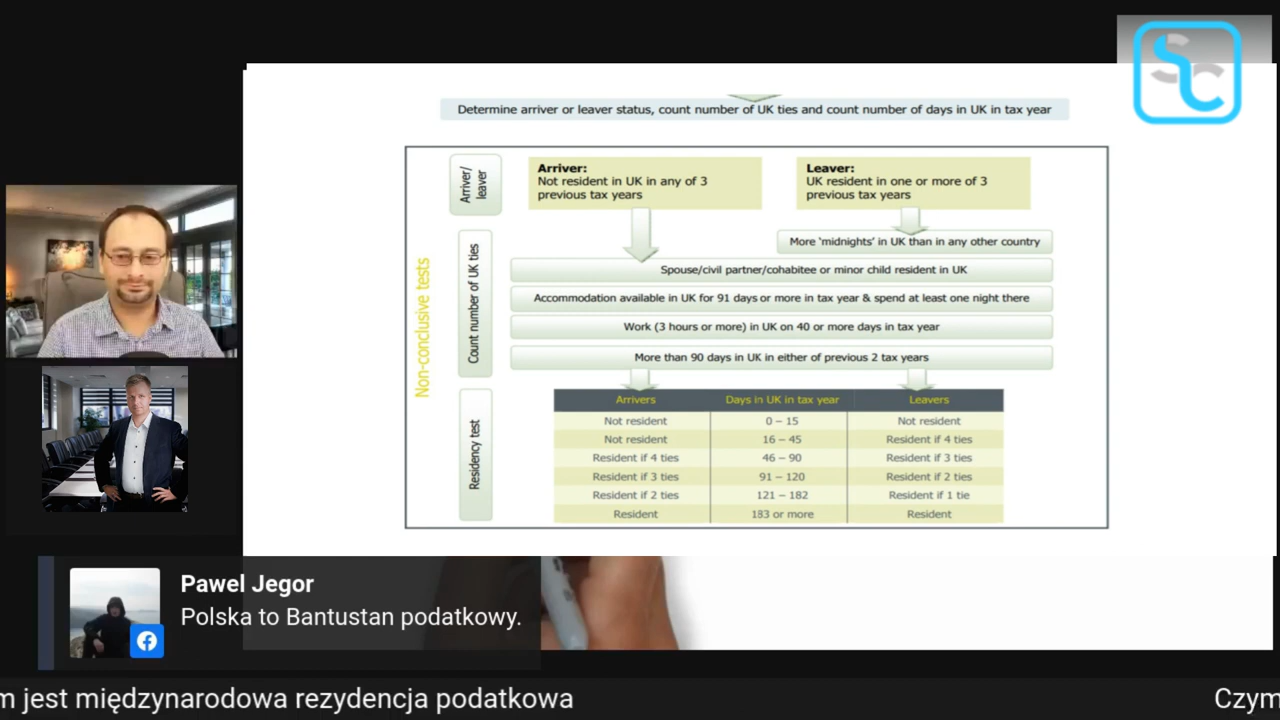 SC
Determine arriver or leaver status, count number of UK ties and count number of days in UK in tax year
Arriver/
leaver
Arriver:
Not resident in UK in any of 3
previous tax years
Leaver:
UK resident in one or more of 3
previous tax years
Non-conclusive tests
Count number of UK ties
More ‘midnights’ in UK than in any other country
Spouse/civil partner/cohabitee or minor child resident in UK
Accommodation available in UK for 91 days or more in tax year & spend at least one night there
Work (3 hours or more) in UK on 40 or more days in tax year
More than 90 days in UK in either of previous 2 tax years
Residency test
Arrivers Days in UK in tax year Leavers
Not resident 0 – 15 Not resident
Not resident 16 – 45 Resident if 4 ties
Resident if 4 ties 46 – 90 Resident if 3 ties
Resident if 3 ties 91 – 120 Resident if 2 ties
Resident if 2 ties 121 – 182 Resident if 1 tie
Resident 183 or more Resident
Pawel Jegor
Polska to Bantustan podatkowy.
m jest międzynarodowa rezydencja podatkowa
Czym